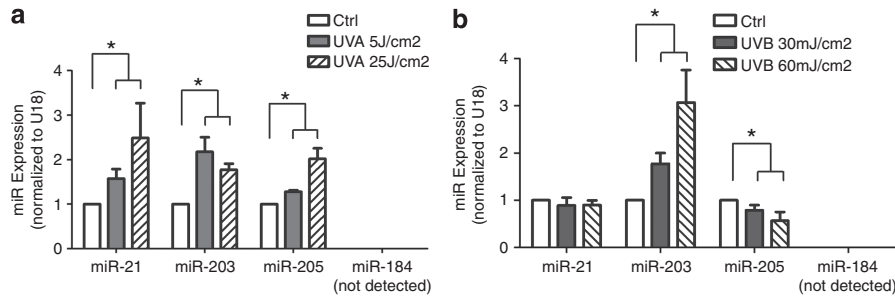 a
Ctrl
UVA 5J/cm2
UVA 25J/cm2
*
*
*
4
3
2
1
0
miR Expression
(normalized to U18)
miR-21
miR-203
miR-205
miR-184
(not detected)
b
Ctrl
UVB 30mJ/cm2
UVB 60mJ/cm2
*
*
4
3
2
1
0
miR Expression
(normalized to U18)
miR-21
miR-203
miR-205
miR-184
(not detected)